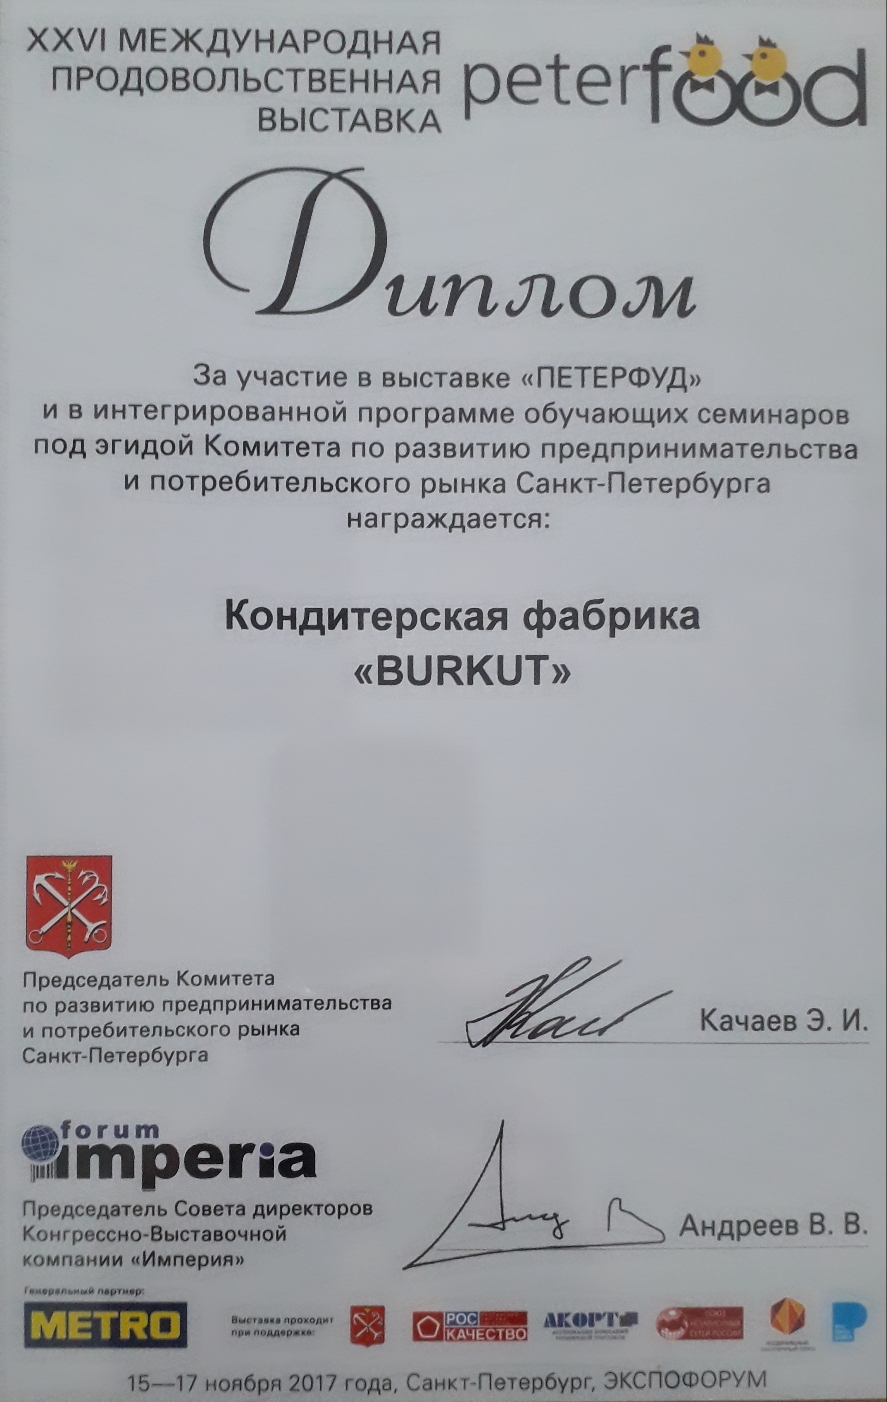 XXVI МЕЖДУНАРОДНАЯ
ПРОДОВОЛЬСТВЕННАЯ
ВЫСТАВКА
peterfood
Диплом
За участие в выставке «ПЕТЕРФУД»
и в интегрированной программе обучающих семинаров
под эгидой Комитета по развитию предпринимательства
и потребительского рынка Санкт-Петербурга
награждается:
Кондитерская фабрика
«BURKUT»
Председатель Комитета
по развитию предпринимательства
и потребительского рынка
Санкт-Петербурга
Качаев Э. И.
forum
imperia
Председатель Совета директоров
Конгрессно-Выставочной
компании «Империя»
Андреев В. В.
Генеральный партнер:
METRO
Выставка проходит
при поддержке:
РОС
КАЧЕСТВО
АКОРТ
СОЮЗ
15—17 ноября 2017 года, Санкт-Петербург, ЭКСПОФОРУМ